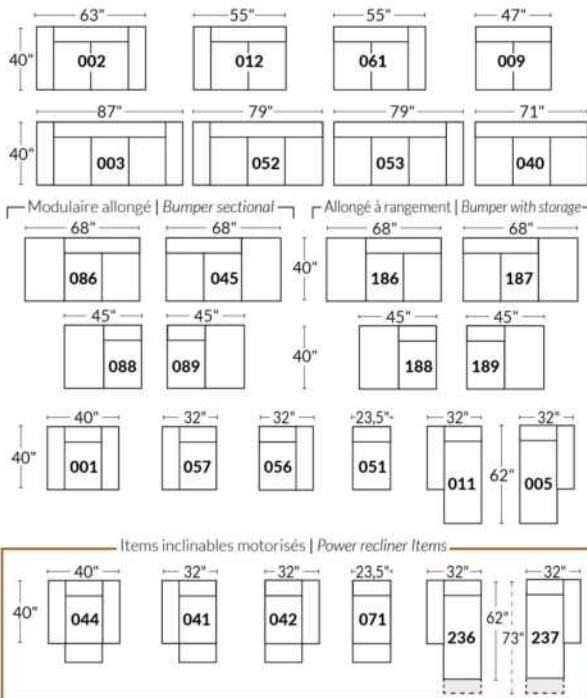 63" 55" 55" 47"
40" 002 012 061 009
87" 79" 79" 71"
40" 003 052 053 040
Modulaire allongé | Bumper sectional Allongé à rangement | Bumper with storage
68" 68" 68" 68"
086 045 40" 186 187
45" 45" 45" 45"
088 089 40" 188 189
40" 32" 32" 23,5" 32" 32"
40" 001 057 056 051 011 62" 005
Items inclinables motorisés | Power recliner Items
40" 32" 32" 23,5" 32" 32"
40" 044 041 042 071 236 62" 73" 237